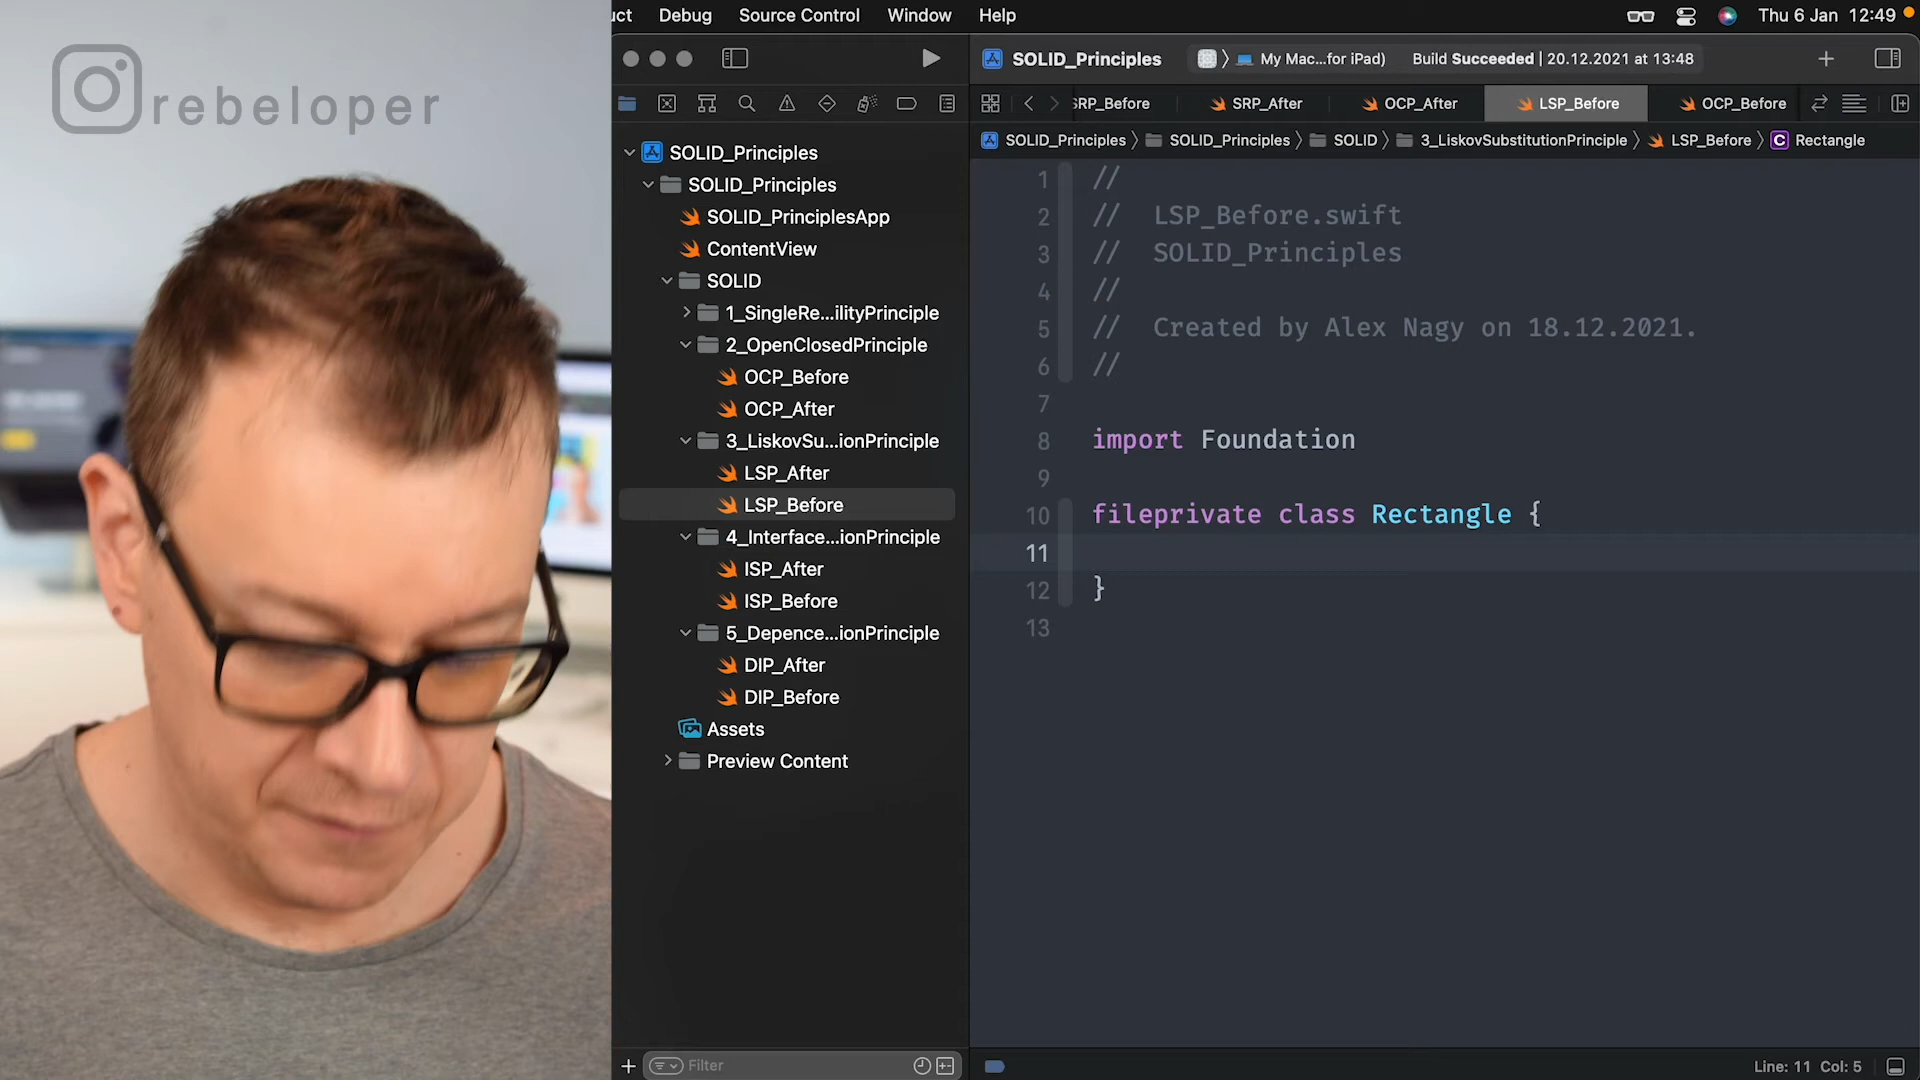 rebeloper
uct Debug Source Control Window Help
Thu 6 Jan 12:49
SOLID_Principles
My Mac...for iPad)
Build Succeeded | 20.12.2021 at 13:48
SRP_Before
SRP_After
OCP_After
LSP_Before
OCP_Before
SOLID_Principles
SOLID_Principles
SOLID
3_LiskovSubstitutionPrinciple
LSP_Before
C Rectangle
SOLID_Principles
SOLID_Principles
SOLID_PrinciplesApp
ContentView
SOLID
1_SingleRe...ilityPrinciple
2_OpenClosedPrinciple
OCP_Before
OCP_After
3_LiskovSu...ionPrinciple
LSP_After
LSP_Before
4_Interface...ionPrinciple
ISP_After
ISP_Before
5_Depence...ionPrinciple
DIP_After
DIP_Before
Assets
Preview Content
Filter
1 //
2 // LSP_Before.swift
3 // SOLID_Principles
4 //
5 // Created by Alex Nagy on 18.12.2021.
6 //
7
8 import Foundation
9
10 fileprivate class Rectangle {
11
12 }
13
Line: 11 Col: 5